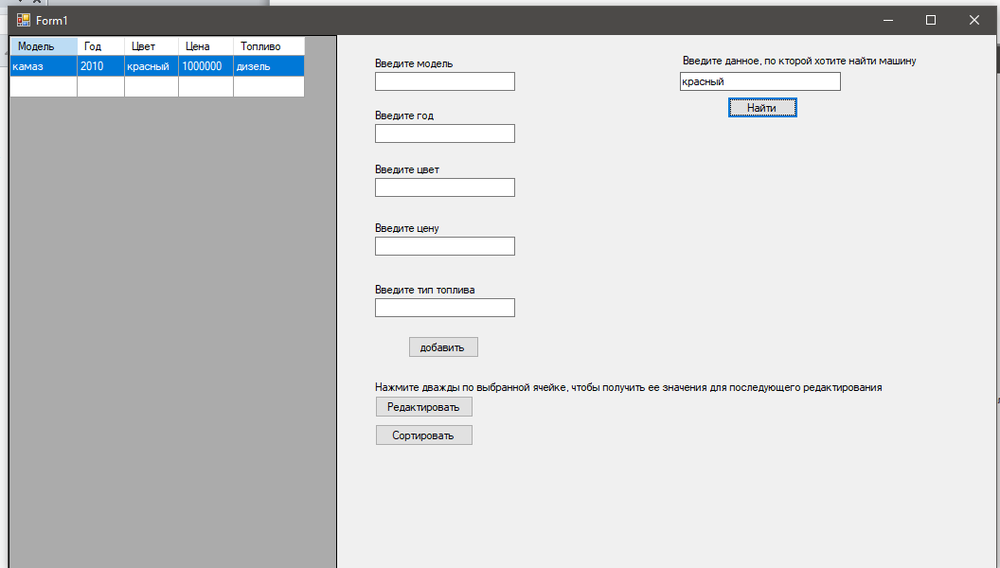 Form1
Модель Год Цвет Цена Топливо
камаз 2010 красный 1000000 дизель
Введите модель
Введите год
Введите цвет
Введите цену
Введите тип топлива
добавить
Нажмите дважды по выбранной ячейке, чтобы получить ее значения для последующего редактирования
Редактировать
Сортировать
Введите данное, по кторой хотите найти машину
красный
Найти